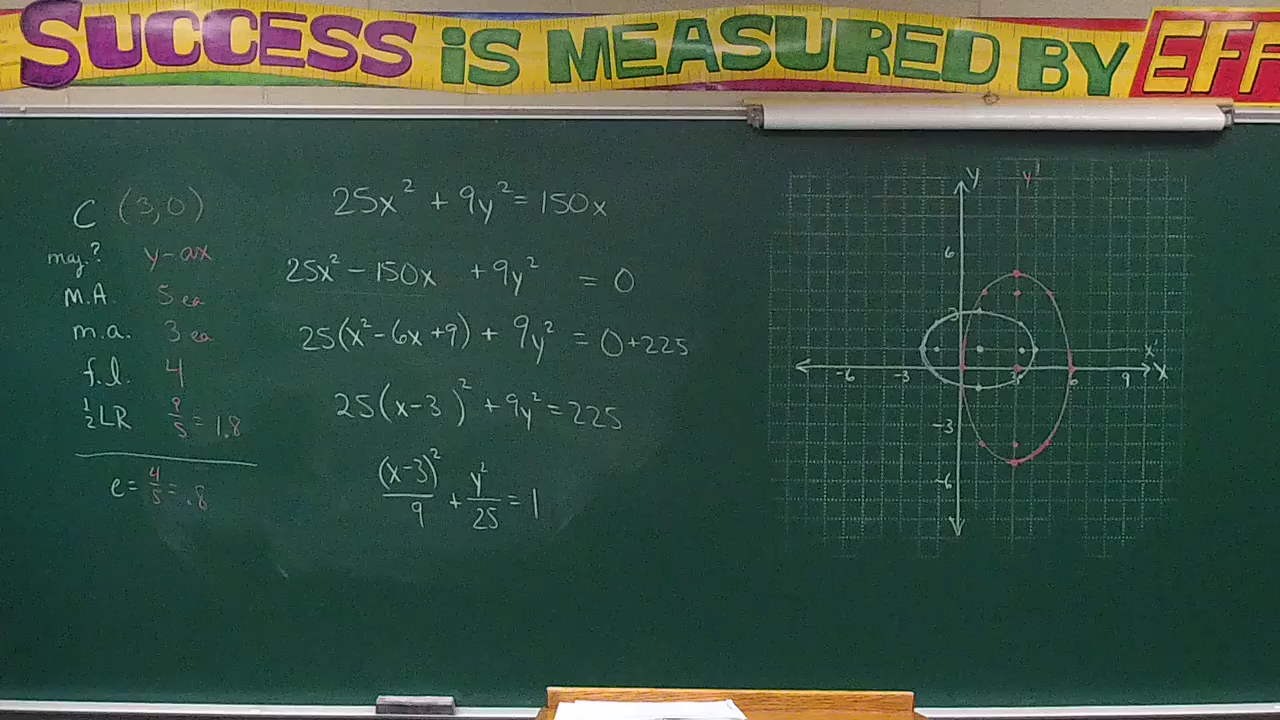 SUCCESS iS MEASURED BY EFF
C (3,0)
maj.? y-ax
M.A. 5 ea
m.a. 3 ea
f.l. 4
½LR 9/5 = 1.8
e = 4/5 = .8
25x² + 9y² = 150x
25x² - 150x + 9y² = 0
25(x² - 6x + 9) + 9y² = 0 + 225
25(x - 3)² + 9y² = 225
(x-3)²/9 + y²/25 = 1
y y'
6
3
x'
-6 -3 3 6 9 x
-3
-6